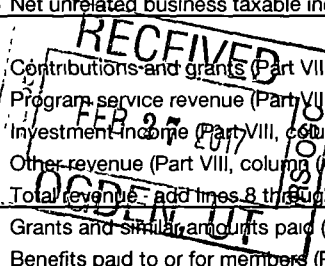 Net unrelated business taxable in
RECEIVED
Contributions and grants (Part VII
Program service revenue (Part VII
FEB 27 2017
Investment income (Part VIII, colu
Other revenue (Part VIII, column (
Total revenue - add lines 8 throug
OGDEN, UT
Grants and similar amounts paid (
Benefits paid to or for members (P